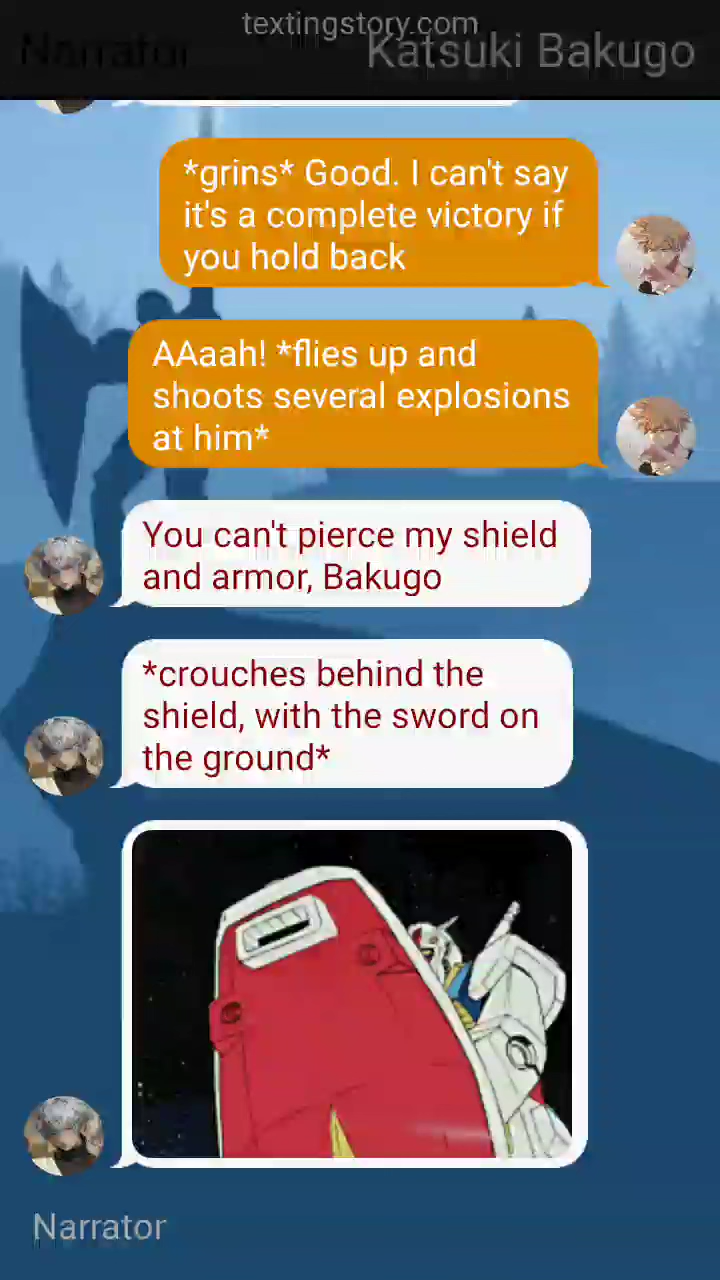 textingstory.com
Narrator
Katsuki Bakugo
*grins* Good. I can't say
it's a complete victory if
you hold back
AAaah! *flies up and
shoots several explosions
at him*
You can't pierce my shield
and armor, Bakugo
*crouches behind the
shield, with the sword on
the ground*
Narrator